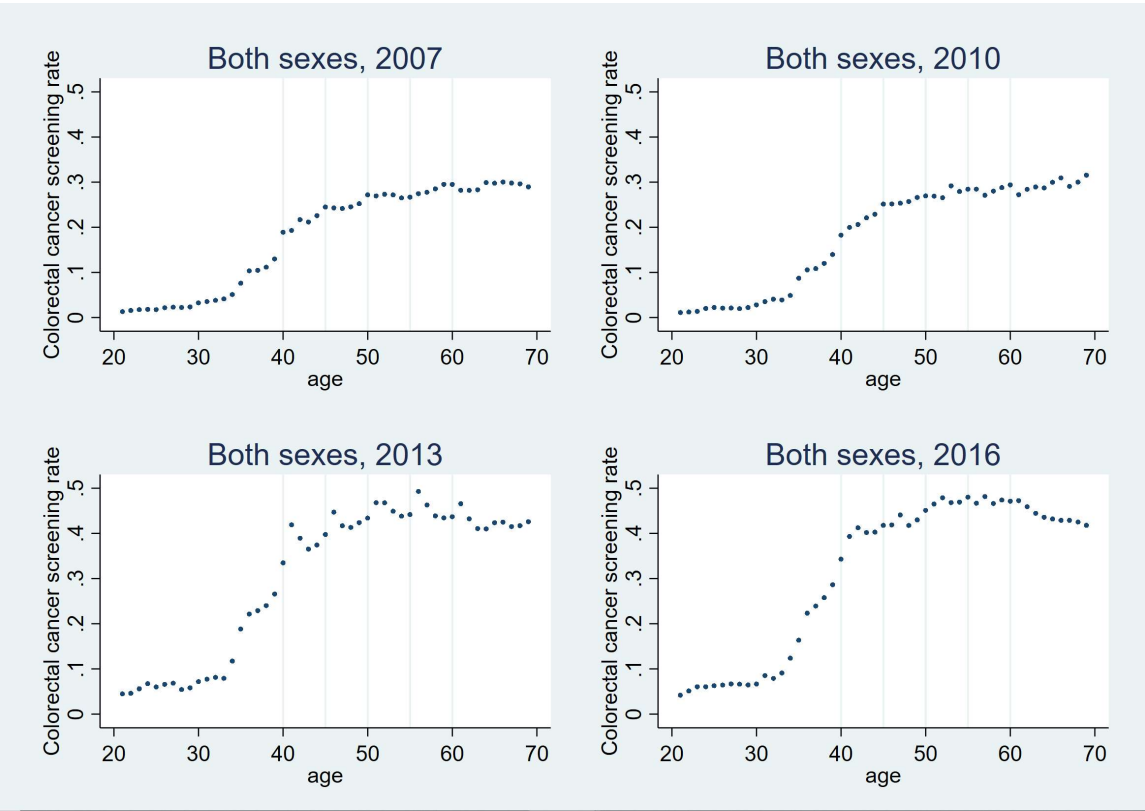 Both sexes, 2007
Colorectal cancer screening rate
.5
.4
.3
.2
.1
0
20 30 40 50 60 70
age
Both sexes, 2010
Colorectal cancer screening rate
.5
.4
.3
.2
.1
0
20 30 40 50 60 70
age
Both sexes, 2013
Colorectal cancer screening rate
.5
.4
.3
.2
.1
0
20 30 40 50 60 70
age
Both sexes, 2016
Colorectal cancer screening rate
.5
.4
.3
.2
.1
0
20 30 40 50 60 70
age